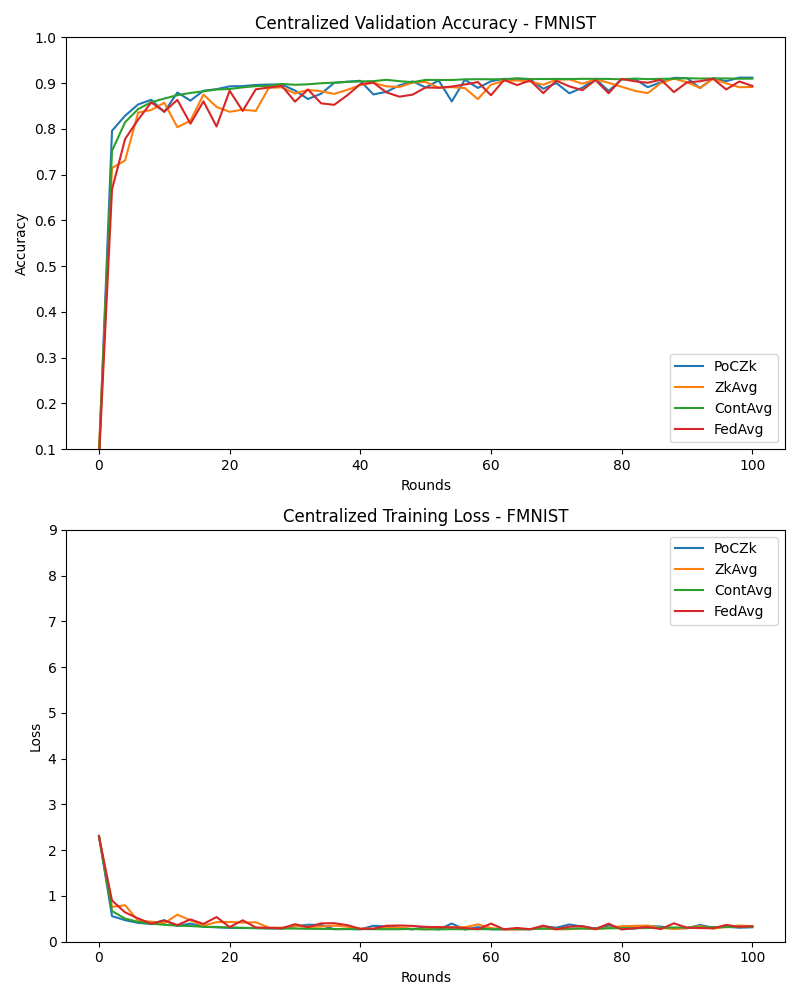 Centralized Validation Accuracy - FMNIST
1.0
0.9
0.8
0.7
0.6
0.5
0.4
0.3
0.2
0.1
Accuracy
PoCZk
ZkAvg
ContAvg
FedAvg
0 20 40 60 80 100
Rounds
Centralized Training Loss - FMNIST
9
8
7
6
5
4
3
2
1
0
Loss
PoCZk
ZkAvg
ContAvg
FedAvg
0 20 40 60 80 100
Rounds